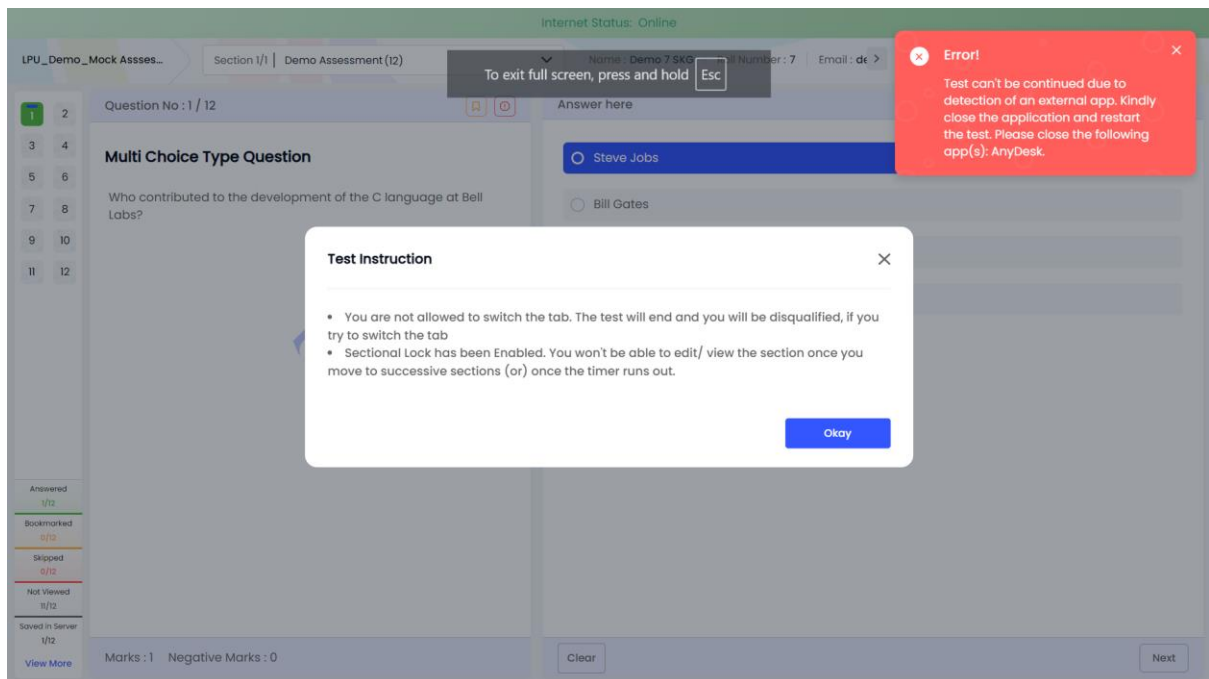 Internet Status: Online
LPU_Demo_Mock Assses...
Section 1/1 | Demo Assessment (12)
Name : Demo 7 SKG
Number : 7
Email : de >
To exit full screen, press and hold Esc
Error!
Test can't be continued due to
detection of an external app. Kindly
close the application and restart
the test. Please close the following
app(s): AnyDesk.
1 2
3 4
5 6
7 8
9 10
11 12
Question No : 1 / 12
Multi Choice Type Question
Who contributed to the development of the C language at Bell
Labs?
Answer here
Steve Jobs
Bill Gates
Test Instruction
• You are not allowed to switch the tab. The test will end and you will be disqualified, if you
try to switch the tab
• Sectional Lock has been Enabled. You won't be able to edit/ view the section once you
move to successive sections (or) once the timer runs out.
Okay
Answered
1/12
Bookmarked
0/12
Skipped
0/12
Not Viewed
11/12
Saved in Server
1/12
View More
Marks : 1 Negative Marks : 0
Clear
Next